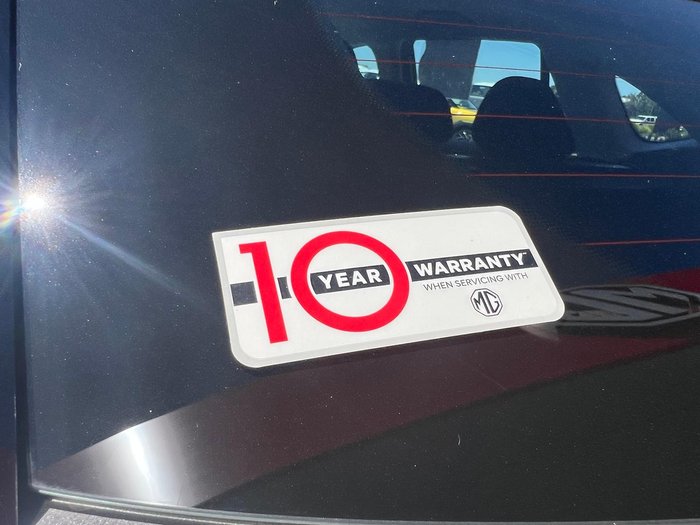 10 YEAR WARRANTY
WHEN SERVICING WITH
MG